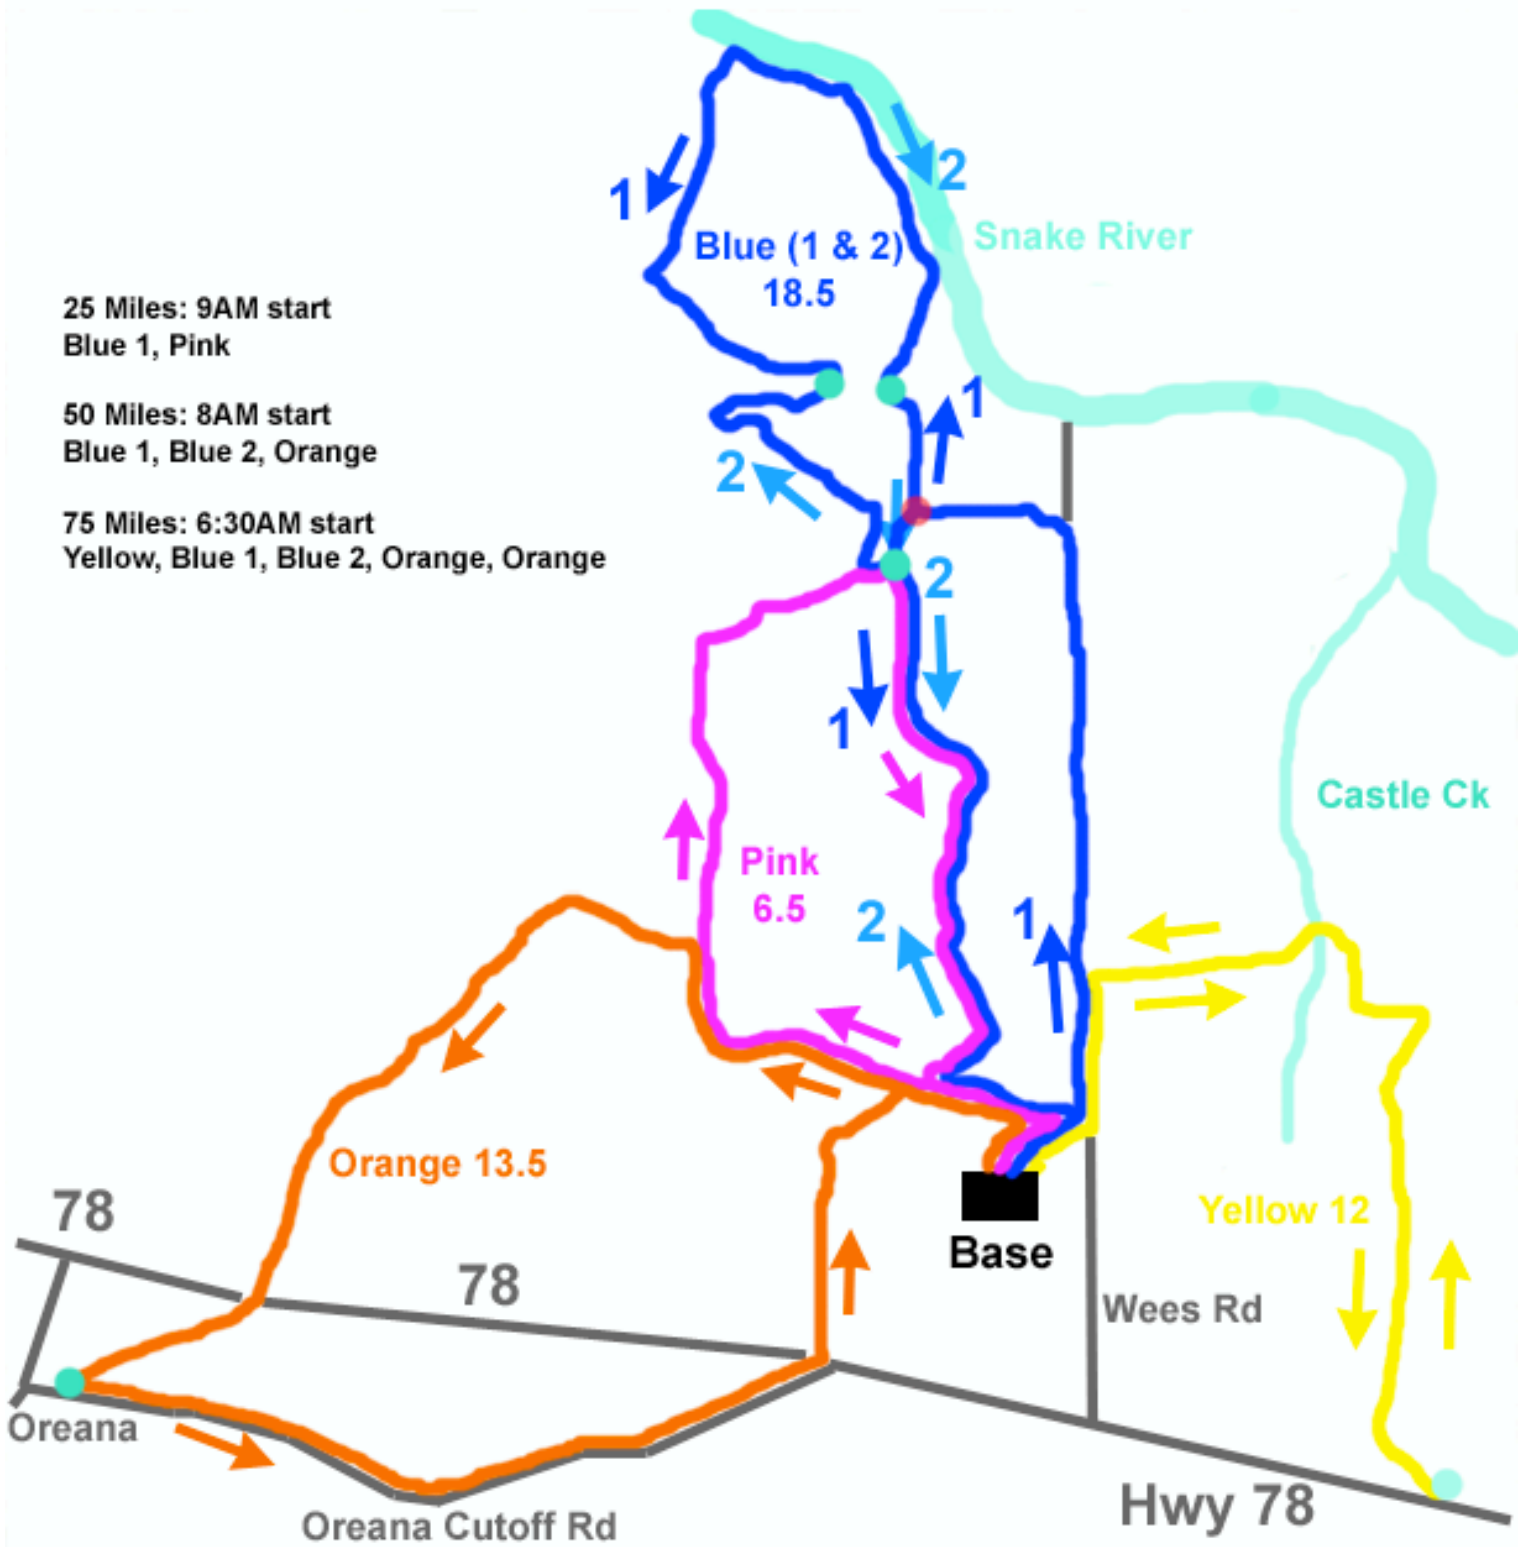 1
2
Snake River
Blue (1 & 2)
18.5
25 Miles: 9AM start
Blue 1, Pink
50 Miles: 8AM start
Blue 1, Blue 2, Orange
75 Miles: 6:30AM start
Yellow, Blue 1, Blue 2, Orange, Orange
1
2
2
1
Castle Ck
Pink
6.5
2
1
Orange 13.5
Yellow 12
78
78
Base
Wees Rd
Oreana
Oreana Cutoff Rd
Hwy 78